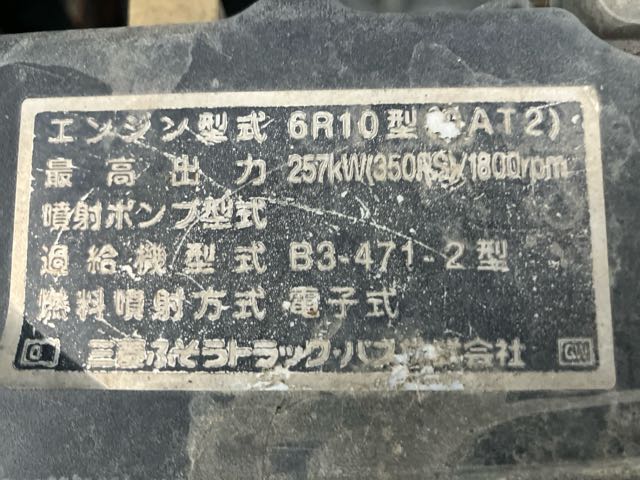 エンジン型式 6R10型 AT2)
最高出力 257kW(350PS)/1800rpm
噴射ポンプ型式
過給機型式 B3-471-2型
燃料噴射方式 電子式
三菱ふそうトラック・バス株式会社 GW